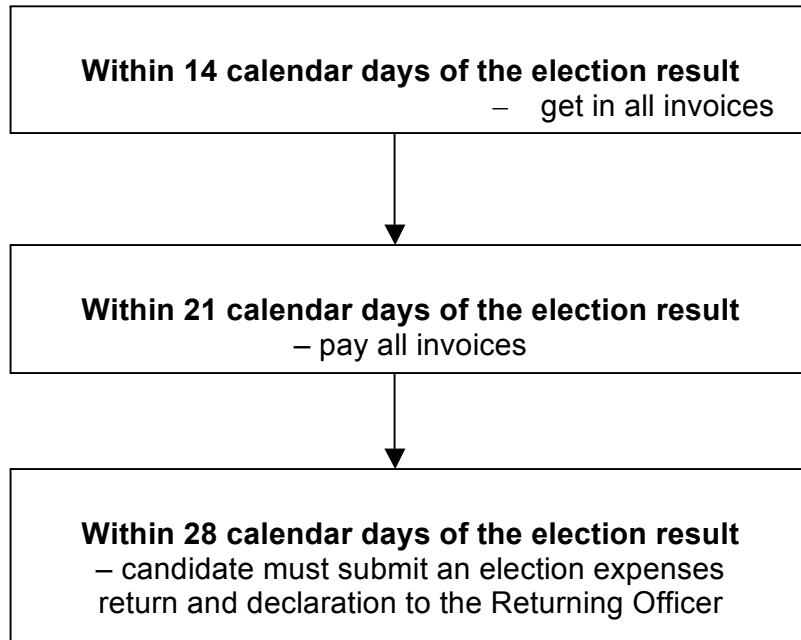 Within 14 calendar days of the election result
– get in all invoices
Within 21 calendar days of the election result
– pay all invoices
Within 28 calendar days of the election result
– candidate must submit an election expenses
return and declaration to the Returning Officer